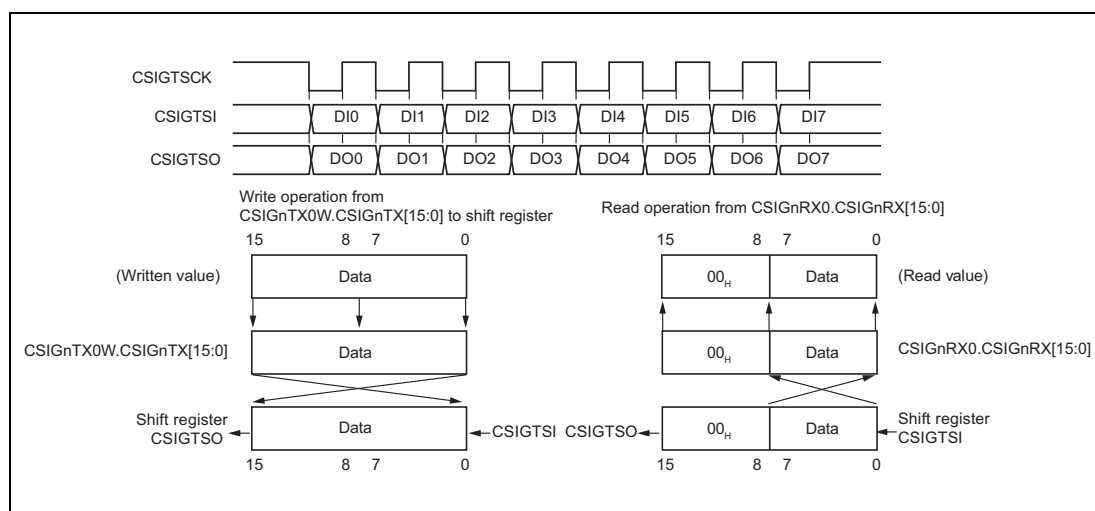 CSIGTSCK
CSIGTSI DI0 DI1 DI2 DI3 DI4 DI5 DI6 DI7
CSIGTSO DO0 DO1 DO2 DO3 DO4 DO5 DO6 DO7
Write operation from
CSIGnTX0W.CSIGnTX[15:0] to shift register
15 8 7 0
(Written value) Data
CSIGnTX0W.CSIGnTX[15:0] Data
Shift register
CSIGTSO
Data
CSIGTSI
15 8 7 0
Read operation from CSIGnRX0.CSIGnRX[15:0]
15 8 7 0
00H Data (Read value)
00H Data CSIGnRX0.CSIGnRX[15:0]
CSIGTSO
00H Data
Shift register
CSIGTSI
15 8 7 0